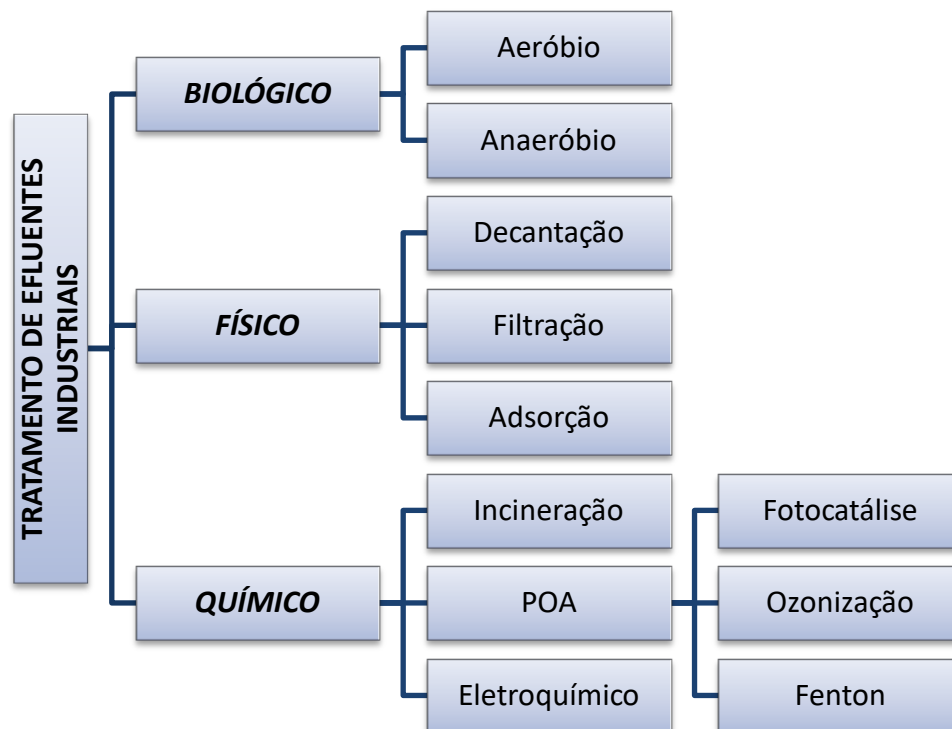 TRATAMENTO DE EFLUENTES
INDUSTRIAIS
BIOLÓGICO
Aeróbio
Anaeróbio
FÍSICO
Decantação
Filtração
Adsorção
QUÍMICO
Incineração
POA
Fotocatálise
Ozonização
Fenton
Eletroquímico